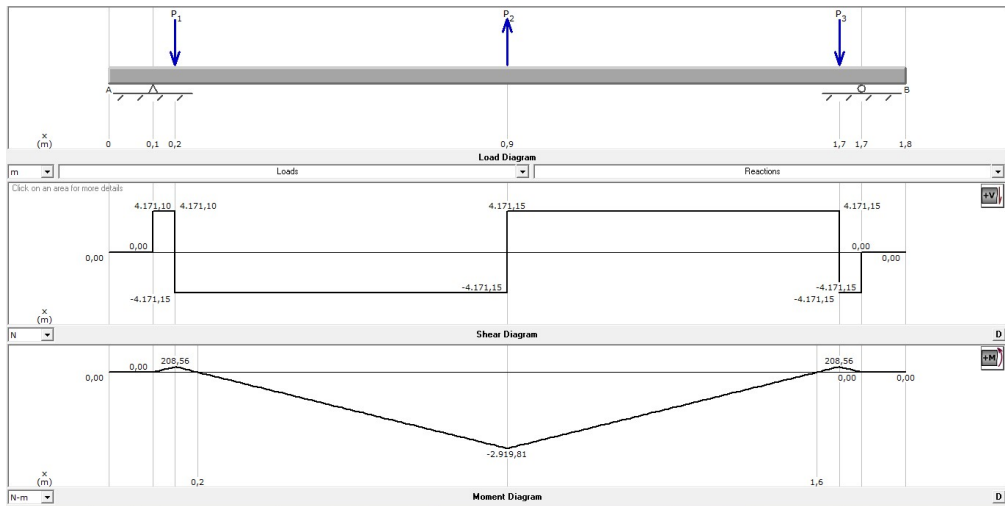 P1 P2 P3
A B
x
(m) 0 0,1 0,2 0,9 1,7 1,7 1,8
Load Diagram
m Loads Reactions
Click on an area for more details
+V
4.171,10 4.171,10 4.171,15 4.171,15
0,00 0,00 0,00 0,00
-4.171,15 -4.171,15 -4.171,15
-4.171,15
x
(m)
N Shear Diagram D
+M
208,56 208,56
0,00 0,00 0,00 0,00
-2.919,81
x
(m) 0,2 1,6
N-m Moment Diagram D